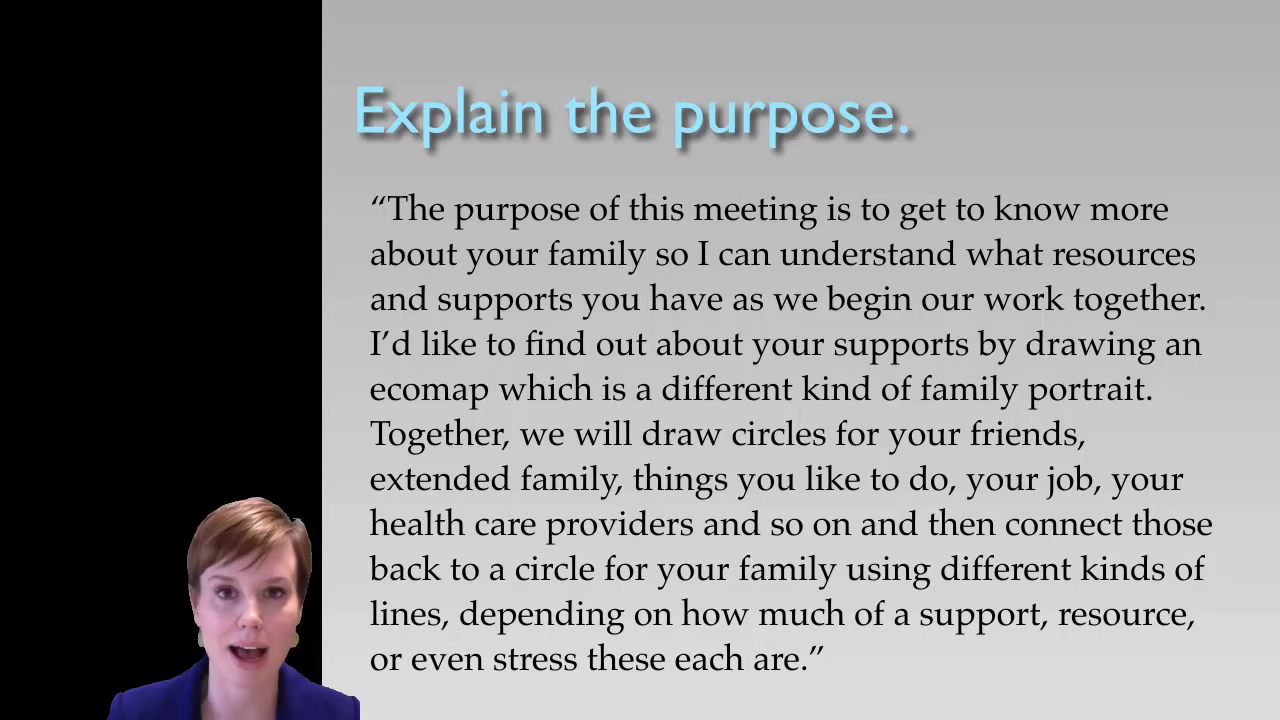 Explain the purpose.
“The purpose of this meeting is to get to know more
about your family so I can understand what resources
and supports you have as we begin our work together.
I’d like to find out about your supports by drawing an
ecomap which is a different kind of family portrait.
Together, we will draw circles for your friends,
extended family, things you like to do, your job, your
health care providers and so on and then connect those
back to a circle for your family using different kinds of
lines, depending on how much of a support, resource,
or even stress these each are.”